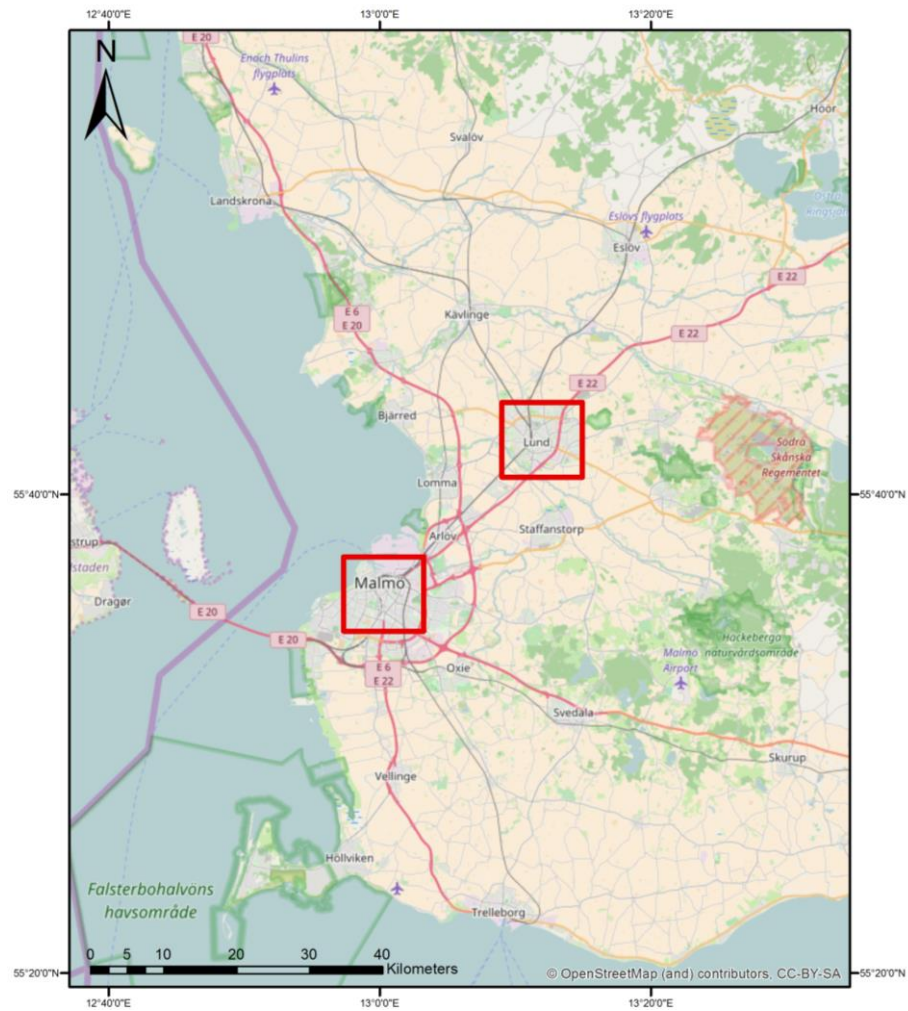 12°40'0"E
13°0'0"E
13°20'0"E
N
E 20
Enoch Thulins
flygplats
Höör
Svalöv
Landskrona
Eslövs flygplats
Eslöv
E 22
Kävlinge
E 6
E 20
E 22
E 22
Bjärred
Lund
Södra
Skånska
Regementet
Lomma
55°40'0"N
55°40'0"N
Staffanstorp
Arlöv
strup
Malmö
staden
Dragør
E 20
E 20
Häckeberga
naturvårdsområde
Malmö
Airport
E 6
E 22
Oxie
Svedala
Skurup
Vellinge
Höllviken
Falsterbohalvöns
havsområde
Trelleborg
0 5 10 20 30 40
Kilometers
© OpenStreetMap (and) contributors, CC-BY-SA
55°20'0"N
55°20'0"N
12°40'0"E
13°0'0"E
13°20'0"E